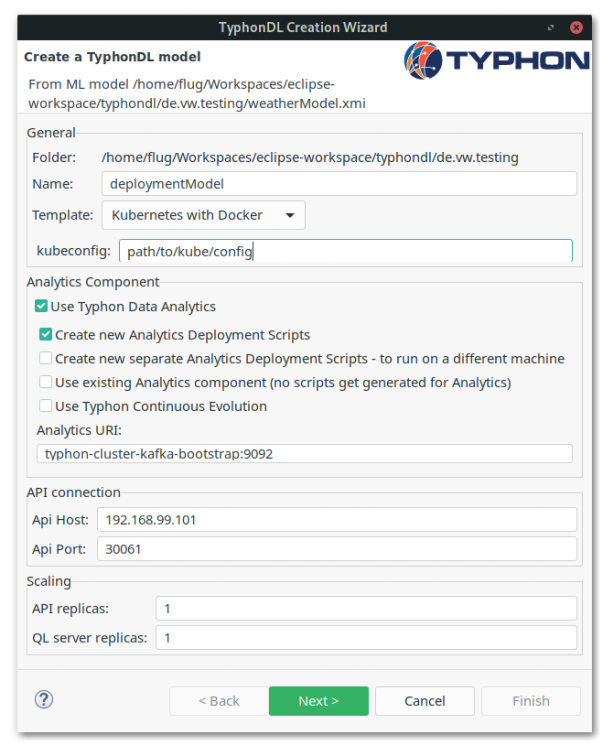 TyphonDL Creation Wizard
Create a TyphonDL model
TYPHON
From ML model /home/flug/Workspaces/eclipse-
workspace/typhondl/de.vw.testing/weatherModel.xmi
General
Folder: /home/flug/Workspaces/eclipse-workspace/typhondl/de.vw.testing
Name: deploymentModel
Template: Kubernetes with Docker
kubeconfig: path/to/kube/config
Analytics Component
Use Typhon Data Analytics
Create new Analytics Deployment Scripts
Create new separate Analytics Deployment Scripts - to run on a different machine
Use existing Analytics component (no scripts get generated for Analytics)
Use Typhon Continuous Evolution
Analytics URI:
typhon-cluster-kafka-bootstrap:9092
API connection
Api Host: 192.168.99.101
Api Port: 30061
Scaling
API replicas: 1
QL server replicas: 1
? < Back Next > Cancel Finish